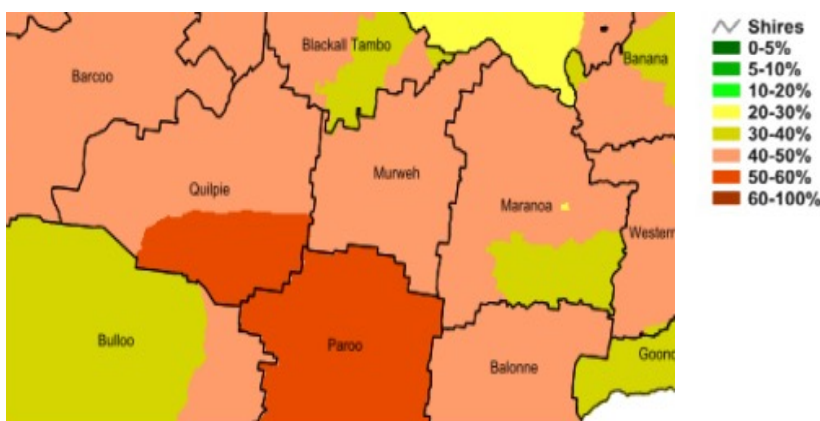 Blackall Tambo
Barcoo
Banana
Murweh
Quilpie
Maranoa
Western
Bulloo
Paroo
Balonne
Goond
Shires
0-5%
5-10%
10-20%
20-30%
30-40%
40-50%
50-60%
60-100%